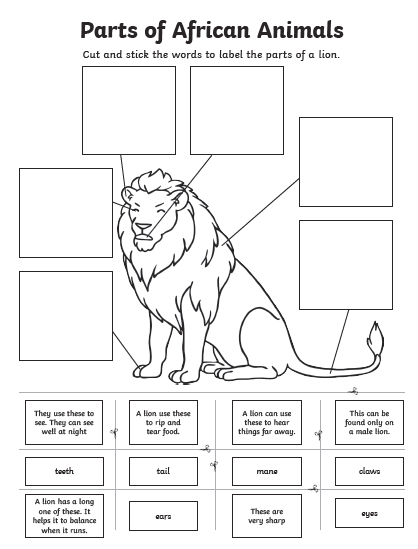 Parts of African Animals
Cut and stick the words to label the parts of a lion.
They use these to
see. They can see
well at night
A lion use these
to rip and
tear food.
A lion can use
these to hear
things far away.
This can be
found only on
a male lion.
teeth
tail
mane
claws
A lion has a long
one of these. It
helps it to balance
when it runs.
ears
These are
very sharp
eyes